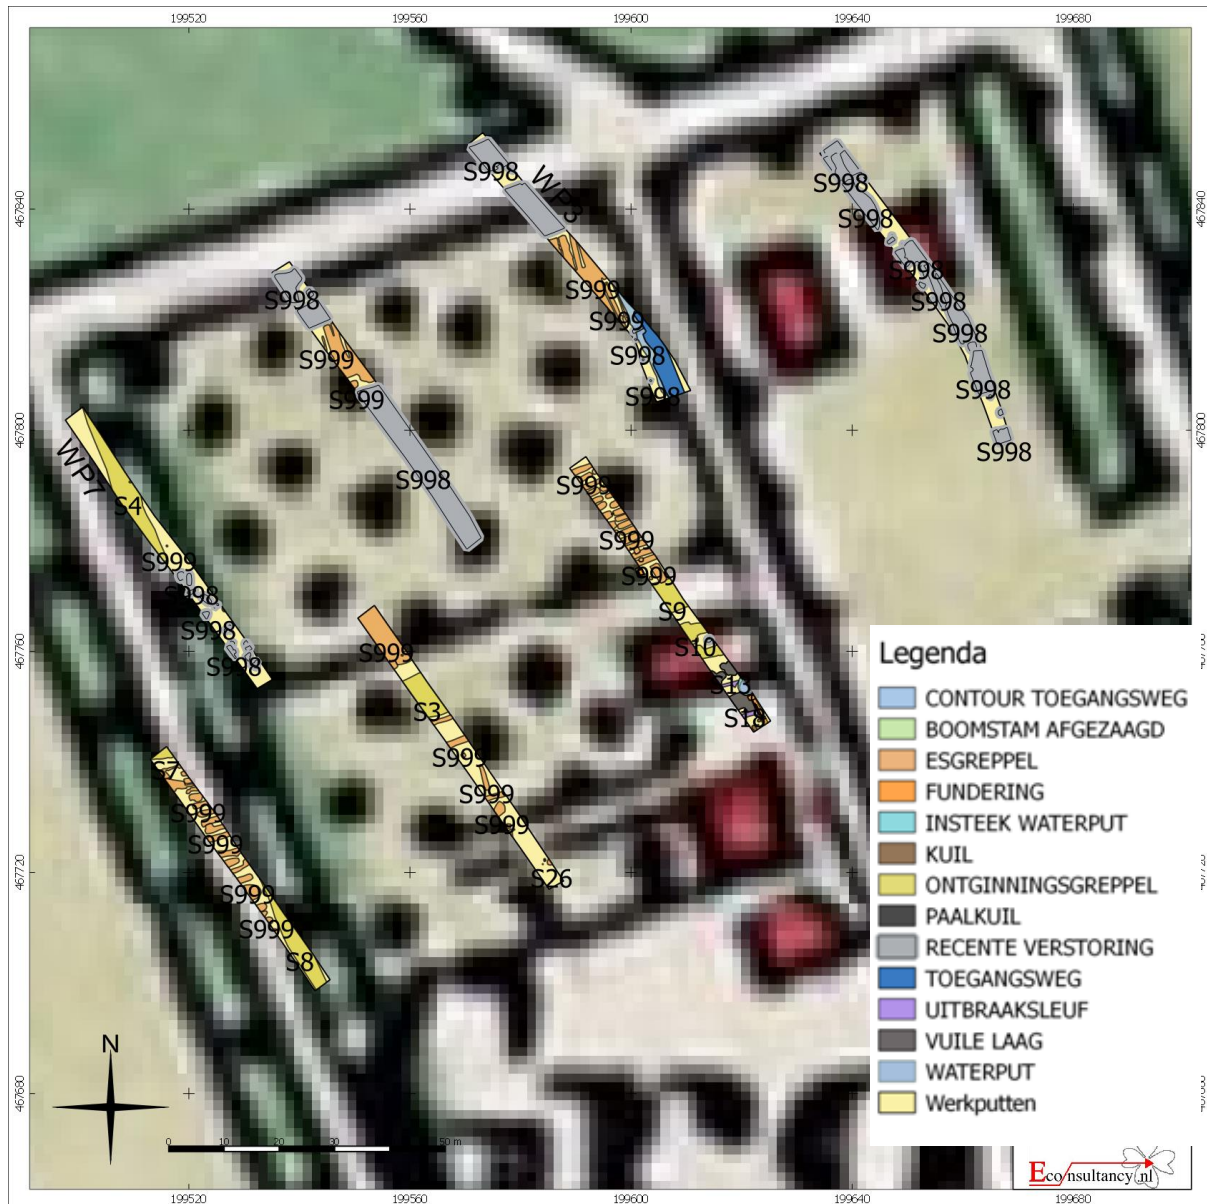 199520 199560 199600 199640 199680
467840
467800
467760
467720
467680
467840
467800
S998
WP5
S999
S999
S998
S998
S998
S998
S998
S998
S998
S998
S998
S998
S999
S999
S998
WP7
S4
S999
S998
S998
S998
S999
S999
S999
S9
S10
S18
S999
S3
S999
S999
S999
S26
S7
S999
S999
S999
S999
S8
Legenda
CONTOUR TOEGANGSWEG
BOOMSTAM AFGEZAAGD
ESGREPPEL
FUNDERING
INSTEEK WATERPUT
KUIL
ONTGINNINGSGREPPEL
PAALKUIL
RECENTE VERSTORING
TOEGANGSWEG
UITBRAAKSLEUF
VUILE LAAG
WATERPUT
Werkputten
N
0 10 20 30 50 m
Econsultancy.nl
199520 199560 199600 199640 199680